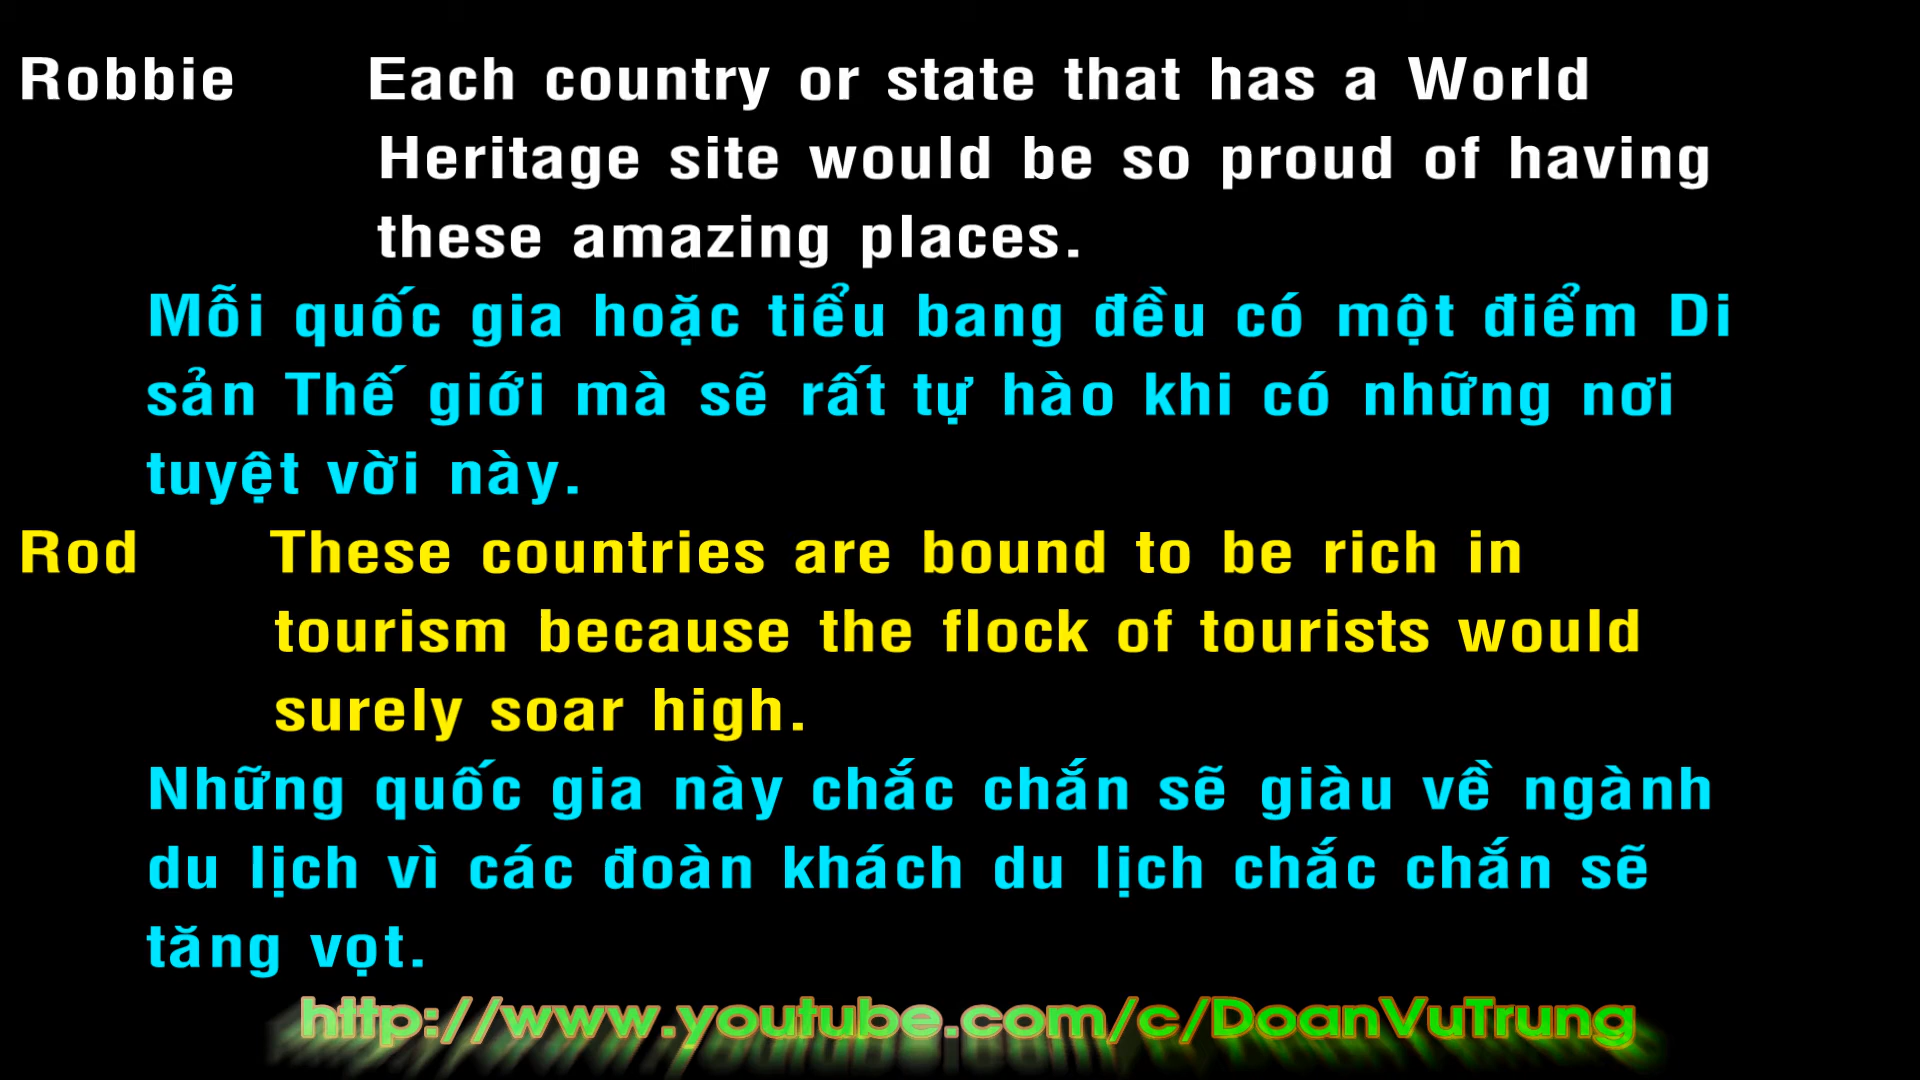 Robbie Each country or state that has a World
Heritage site would be so proud of having
these amazing places.
Mỗi quốc gia hoặc tiểu bang đều có một điểm Di
sản Thế giới mà sẽ rất tự hào khi có những nơi
tuyệt vời này.
Rod These countries are bound to be rich in
tourism because the flock of tourists would
surely soar high.
Những quốc gia này chắc chắn sẽ giàu về ngành
du lịch vì các đoàn khách du lịch chắc chắn sẽ
tăng vọt.
http://www.youtube.com/c/DoanVuTrung